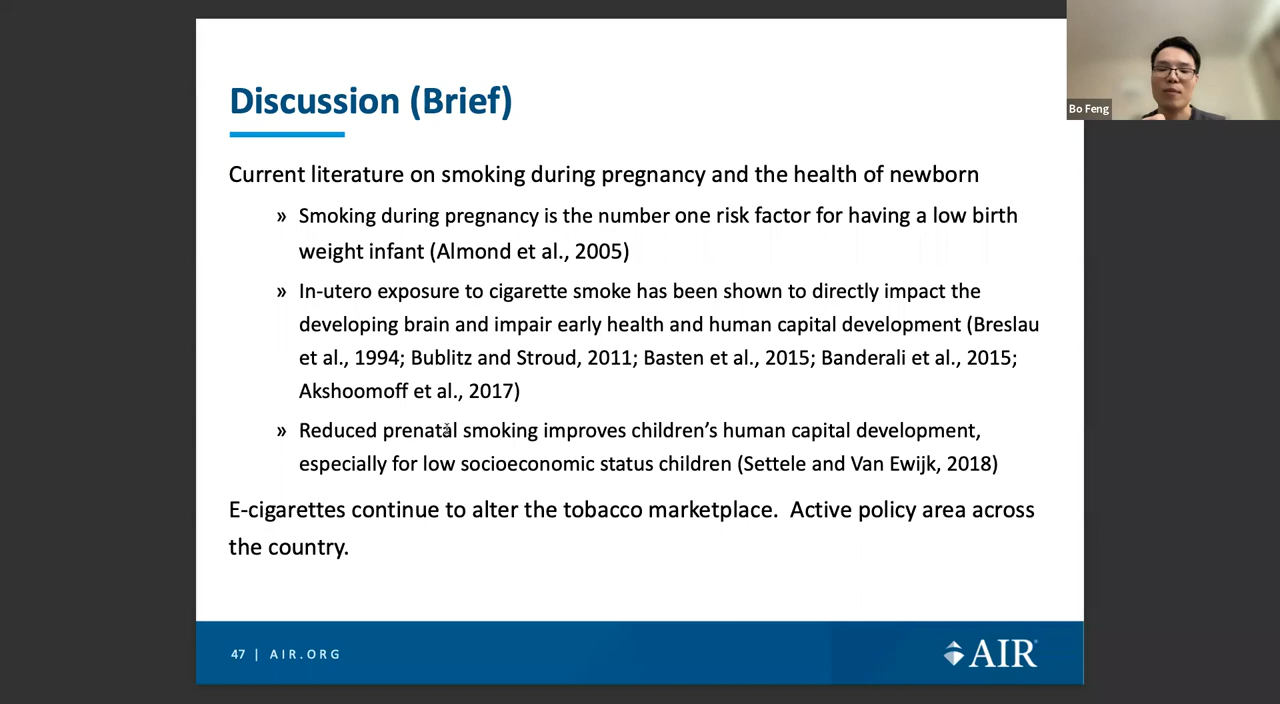 Discussion (Brief)
Bo Feng
Current literature on smoking during pregnancy and the health of newborn
» Smoking during pregnancy is the number one risk factor for having a low birth
weight infant (Almond et al., 2005)
» In-utero exposure to cigarette smoke has been shown to directly impact the
developing brain and impair early health and human capital development (Breslau
et al., 1994; Bublitz and Stroud, 2011; Basten et al., 2015; Banderali et al., 2015;
Akshoomoff et al., 2017)
» Reduced prenatal smoking improves children’s human capital development,
especially for low socioeconomic status children (Settele and Van Ewijk, 2018)
E-cigarettes continue to alter the tobacco marketplace.  Active policy area across
the country.
47 | AIR.ORG
AIR®